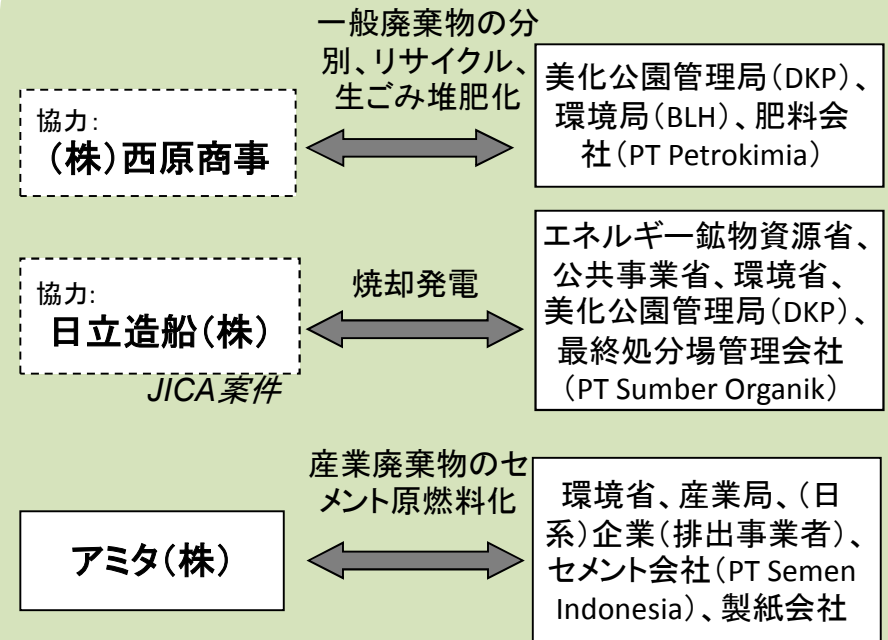 一般廃棄物の分
別、リサイクル、
生ごみ堆肥化
協力:
(株)西原商事
美化公園管理局(DKP)、
環境局(BLH)、肥料会
社(PT Petrokimia)
協力:
日立造船(株)
JICA案件
焼却発電
エネルギー鉱物資源省、
公共事業省、環境省、
美化公園管理局(DKP)、
最終処分場管理会社
(PT Sumber Organik)
産業廃棄物のセ
メント原燃料化
アミタ(株)
環境省、産業局、(日
系)企業(排出事業者)、
セメント会社(PT Semen
Indonesia)、製紙会社